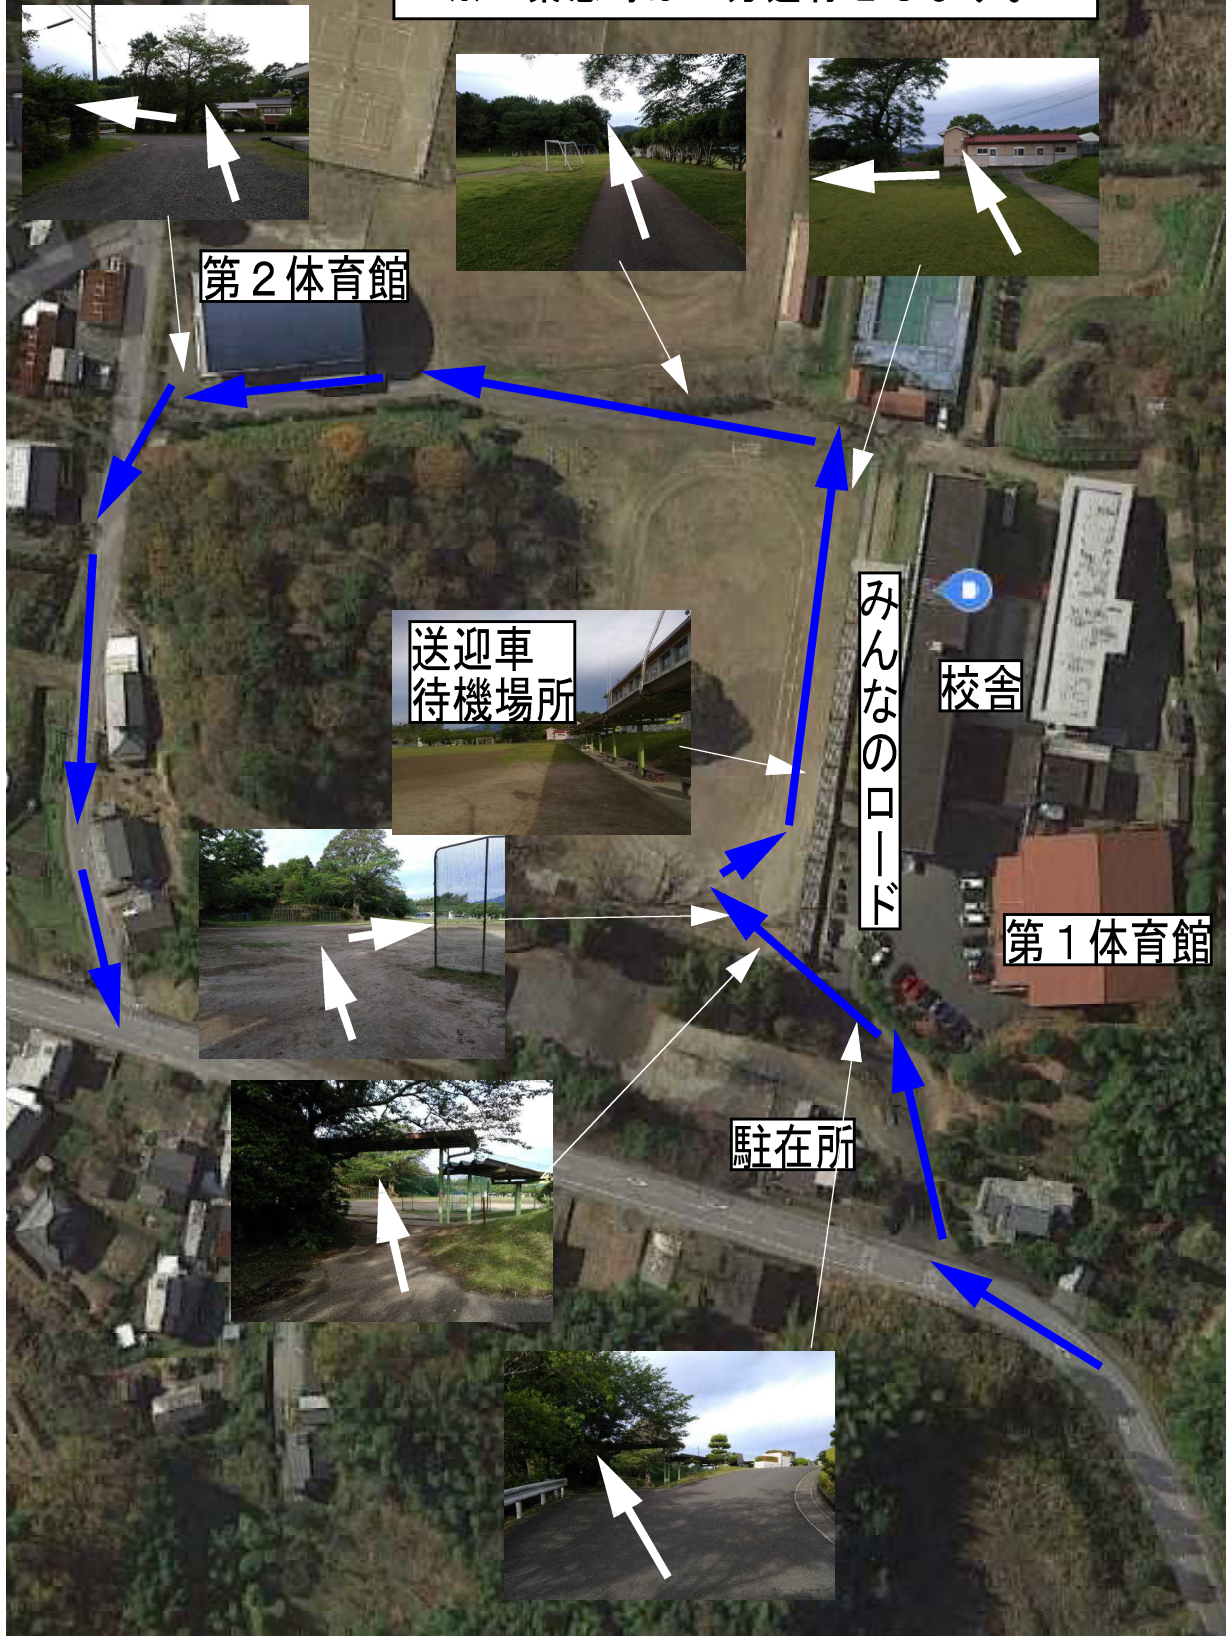 第２体育館
みんなのロード
送迎車
待機場所
校舎
第１体育館
駐在所